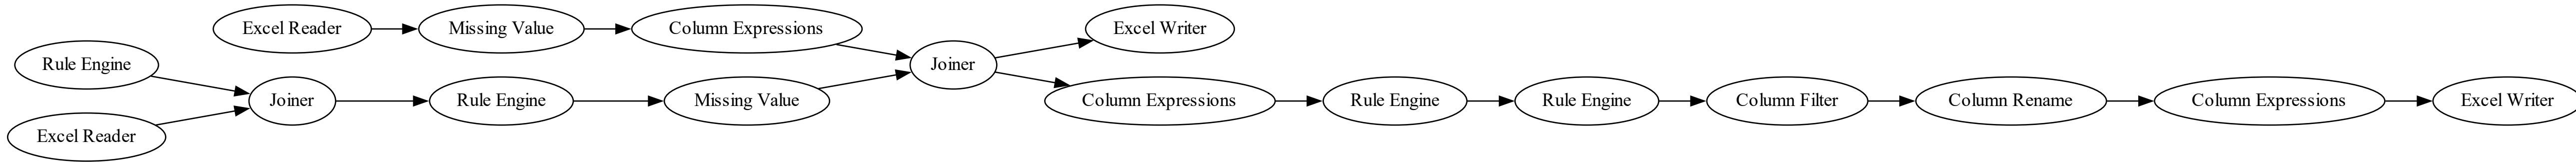 Excel Reader
Missing Value
Column Expressions
Excel Writer
Rule Engine
Joiner
Joiner
Rule Engine
Missing Value
Column Expressions
Rule Engine
Rule Engine
Column Filter
Column Rename
Column Expressions
Excel Writer
Excel Reader